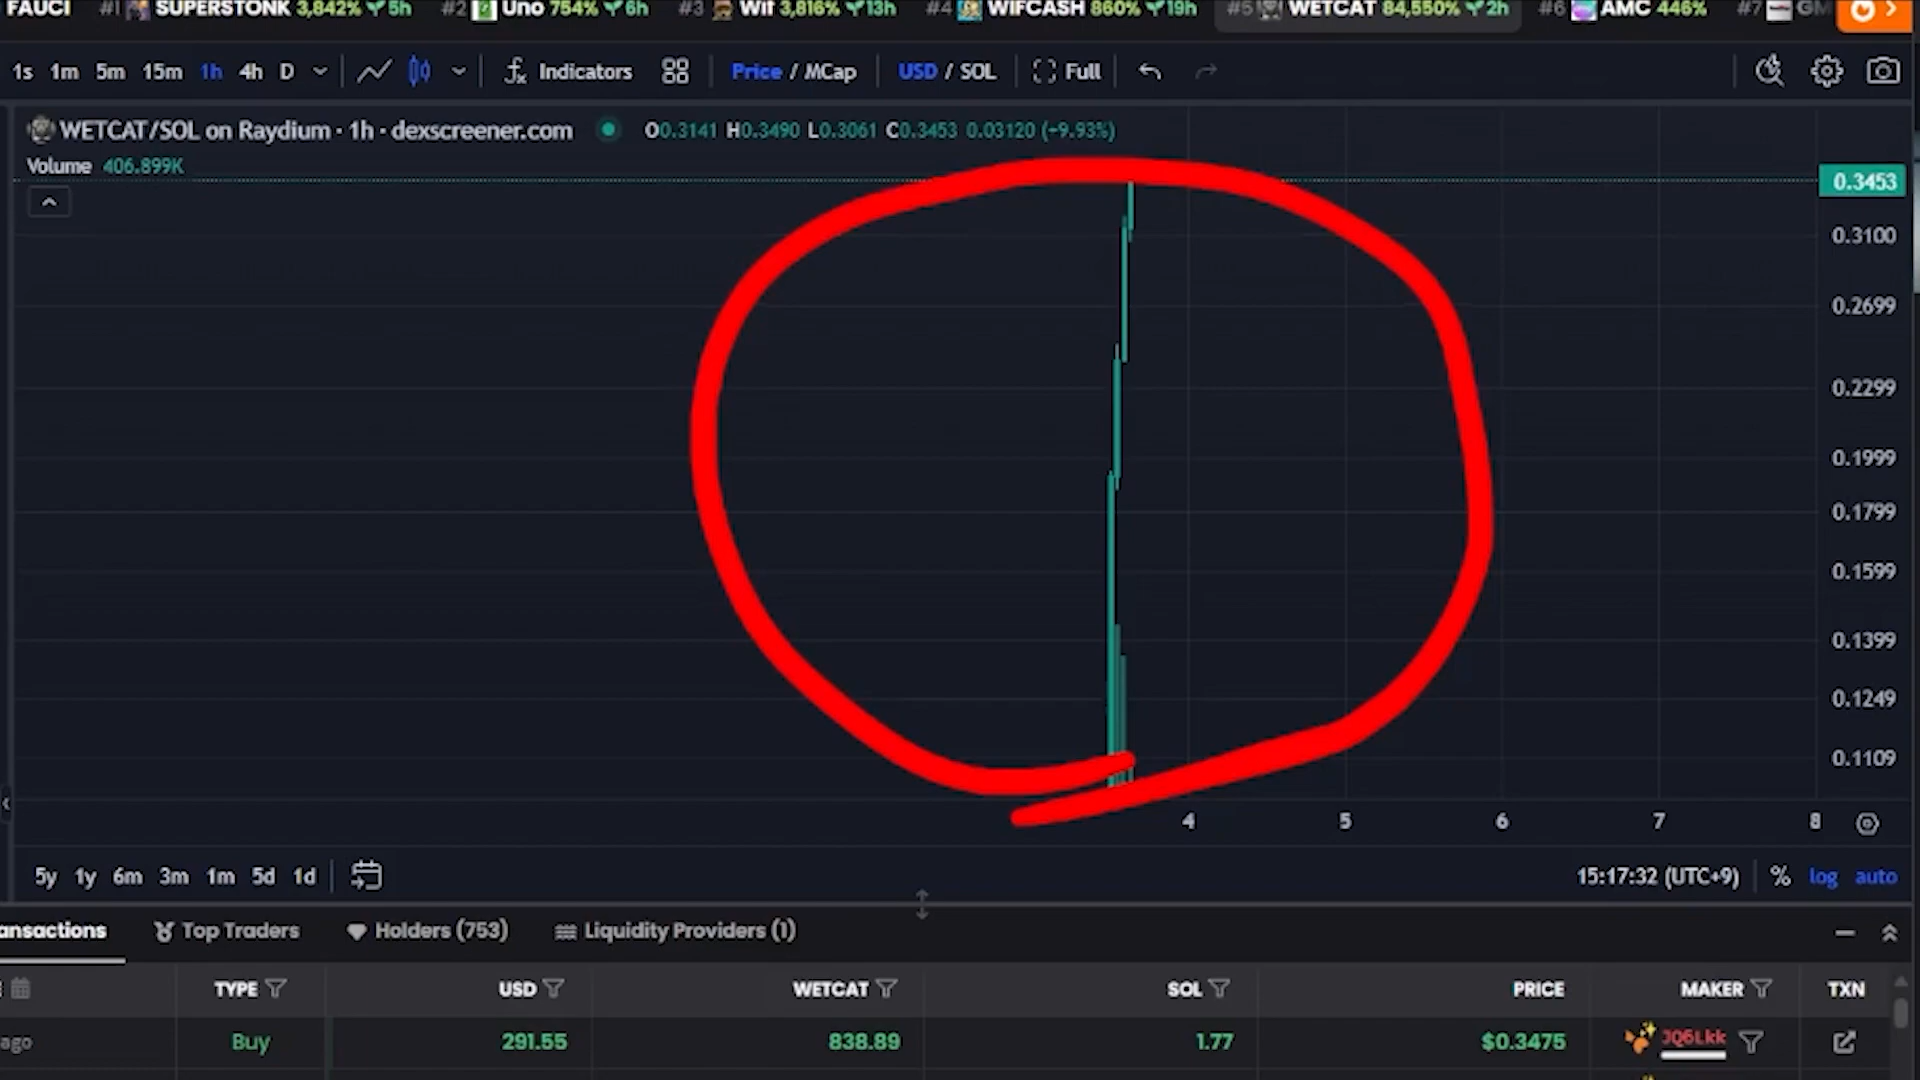 FAUCI #1 SUPERSTONK 3,842% 5h #2 Uno 754% 6h #3 Wif 3,816% 13h #4 WIFCASH 860% 19h #5 WETCAT 84,550% 2h #6 AMC 446% #7 GM
1s 1m 5m 15m 1h 4h D Indicators Price / MCap USD / SOL Full
WETCAT/SOL on Raydium · 1h · dexscreener.com O0.3141 H0.3490 L0.3061 C0.3453 0.03120 (+9.93%)
Volume 406.899K
0.3453
0.3100
0.2699
0.2299
0.1999
0.1799
0.1599
0.1399
0.1249
0.1109
4 5 6 7 8
5y 1y 6m 3m 1m 5d 1d 15:17:32 (UTC+9) % log auto
ansactions Top Traders Holders (753) Liquidity Providers (1)
TYPE USD WETCAT SOL PRICE MAKER TXN
ago Buy 291.55 838.89 1.77 $0.3475 JQ6Lkk